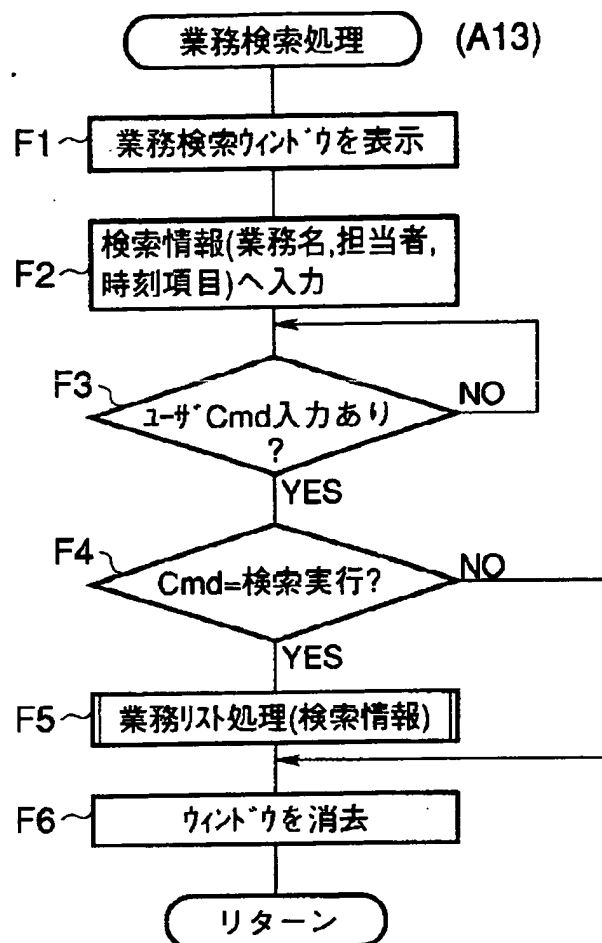 業務検索処理 (A13)
F1 業務検索ウィンドウを表示
F2 検索情報(業務名,担当者,
時刻項目)へ入力
F3 ユーザCmd入力あり
?
NO
YES
F4 Cmd=検索実行?
NO
YES
F5 業務リスト処理(検索情報)
F6 ウィンドウを消去
リターン